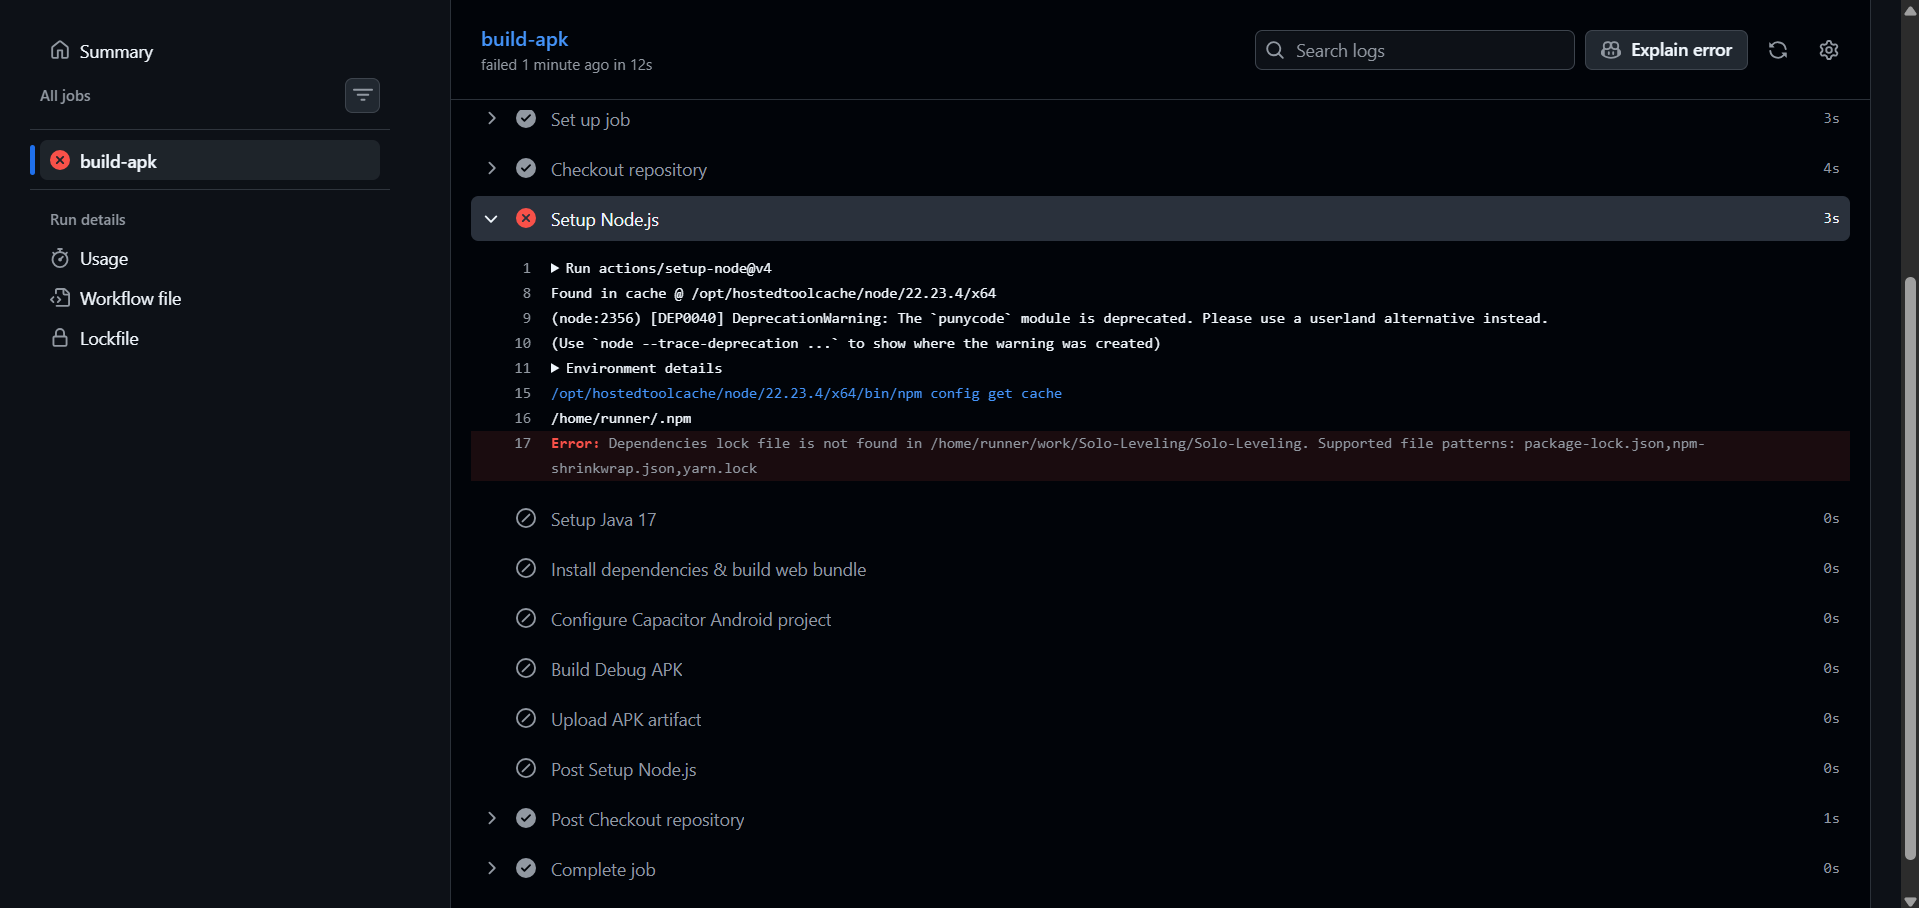 Summary
All jobs
build-apk
Run details
Usage
Workflow file
Lockfile
build-apk
failed 1 minute ago in 12s
Search logs
Explain error
Set up job 3s
Checkout repository 4s
Setup Node.js 3s
1 Run actions/setup-node@v4
8 Found in cache @ /opt/hostedtoolcache/node/22.23.4/x64
9 (node:2356) [DEP0040] DeprecationWarning: The `punycode` module is deprecated. Please use a userland alternative instead.
10 (Use `node --trace-deprecation ...` to show where the warning was created)
11 Environment details
15 /opt/hostedtoolcache/node/22.23.4/x64/bin/npm config get cache
16 /home/runner/.npm
17 Error: Dependencies lock file is not found in /home/runner/work/Solo-Leveling/Solo-Leveling. Supported file patterns: package-lock.json,npm-
shrinkwrap.json,yarn.lock
Setup Java 17 0s
Install dependencies & build web bundle 0s
Configure Capacitor Android project 0s
Build Debug APK 0s
Upload APK artifact 0s
Post Setup Node.js 0s
Post Checkout repository 1s
Complete job 0s